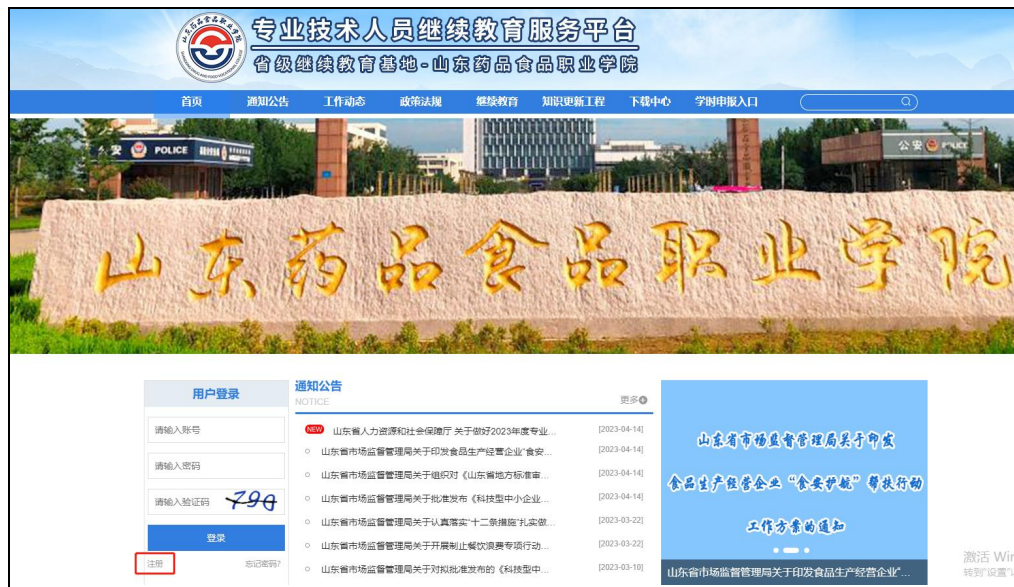 专业技术人员继续教育服务平台
省级继续教育基地-山东药品食品职业学院
首页 通知公告 工作动态 政策法规 继续教育 知识更新工程 下载中心 学时申报入口
公安 POLICE
公安 POLICE
山东药品食品职业学院
用户登录
请输入账号
请输入密码
请输入验证码 790
登录
注册 忘记密码?
通知公告
NOTICE 更多
NEW 山东省人力资源和社会保障厅 关于做好2023年度专业... [2023-04-14]
山东省市场监督管理局关于印发食品生产经营企业“食安... [2023-04-14]
山东省市场监督管理局关于组织对《山东省地方标准审... [2023-04-14]
山东省市场监督管理局关于批准发布《科技型中小企业... [2023-04-14]
山东省市场监督管理局关于认真落实“十二条措施”扎实做... [2023-03-22]
山东省市场监督管理局关于开展制止餐饮浪费专项行动... [2023-03-22]
山东省市场监督管理局关于对拟批准发布的《科技型中... [2023-03-10]
山东省市场监督管理局关于印发
食品生产经营企业“食安护航”帮扶行动
工作方案的通知
山东省市场监督管理局关于印发食品生产经营企业“...
激活 Win
转到“设置”